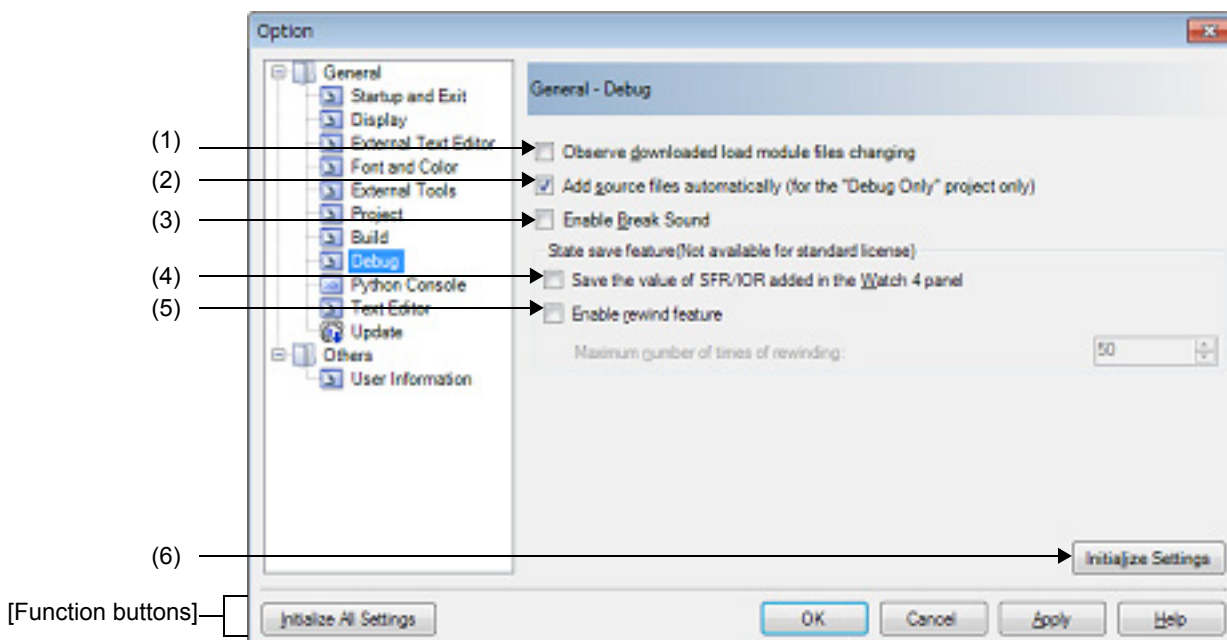 Option
General
Startup and Exit
Display
External Text Editor
Font and Color
External Tools
Project
Build
Debug
Python Console
Text Editor
Update
Others
User Information
General - Debug
(1)
Observe downloaded load module files changing
(2)
Add source files automatically (for the "Debug Only" project only)
(3)
Enable Break Sound
State save feature(Not available for standard license)
(4)
Save the value of SFR/IOR added in the Watch 4 panel
(5)
Enable rewind feature
Maximum number of times of rewinding:
50
(6)
Initialize Settings
[Function buttons]
Initialize All Settings
OK
Cancel
Apply
Help